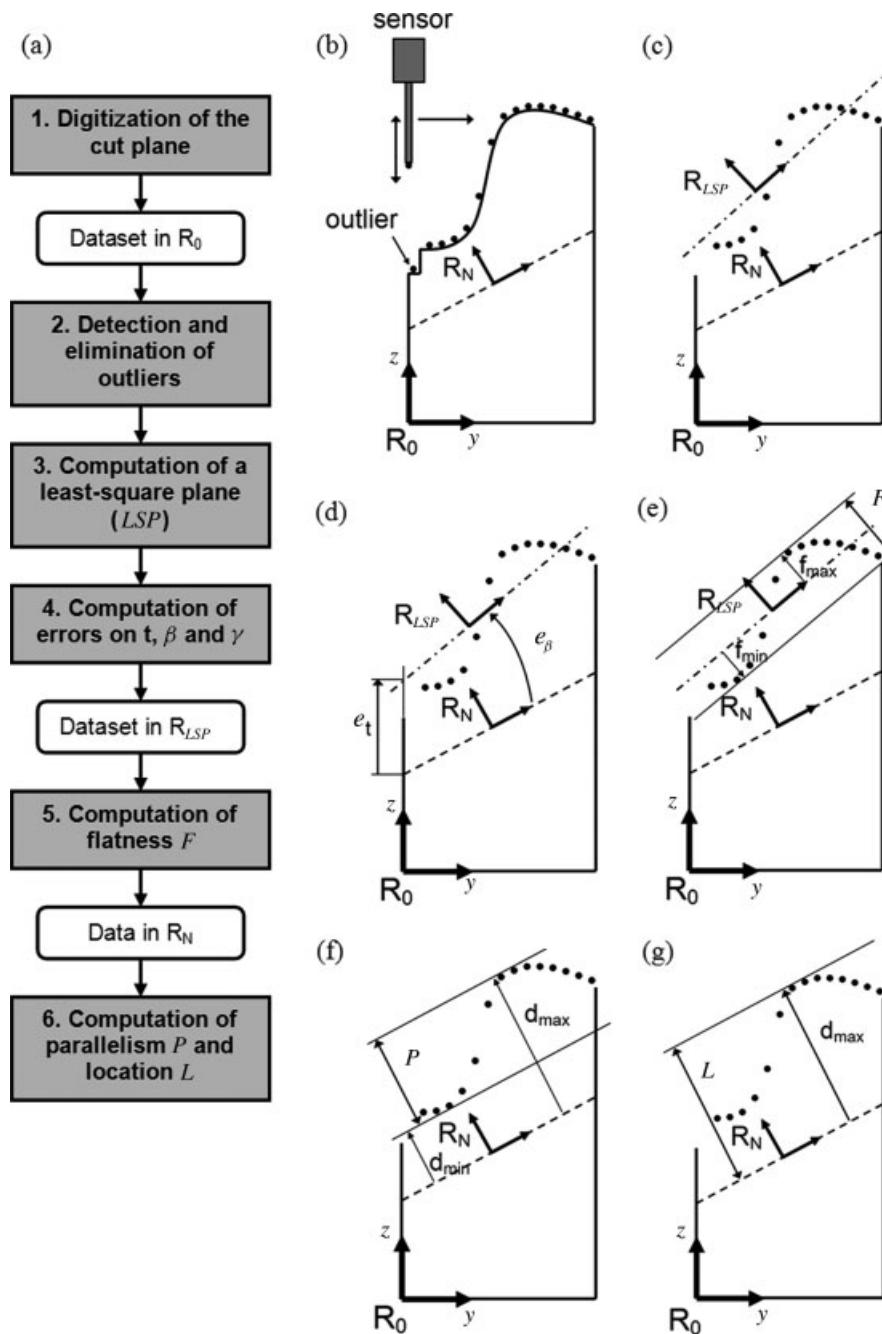 (a)
1. Digitization of the
cut plane
Dataset in R0
2. Detection and
elimination of
outliers
3. Computation of a
least-square plane
(LSP)
4. Computation of
errors on t, β and γ
Dataset in RLSP
5. Computation of
flatness F
Data in RN
6. Computation of
parallelism P and
location L
(b)
sensor
outlier
RN
z
R0
y
(c)
RLSP
RN
z
R0
y
(d)
RLSP
eβ
RN
et
z
R0
y
(e)
F
fmax
RLSP
fmin
RN
z
R0
y
(f)
dmax
P
RN
dmin
z
R0
y
(g)
dmax
L
RN
z
R0
y